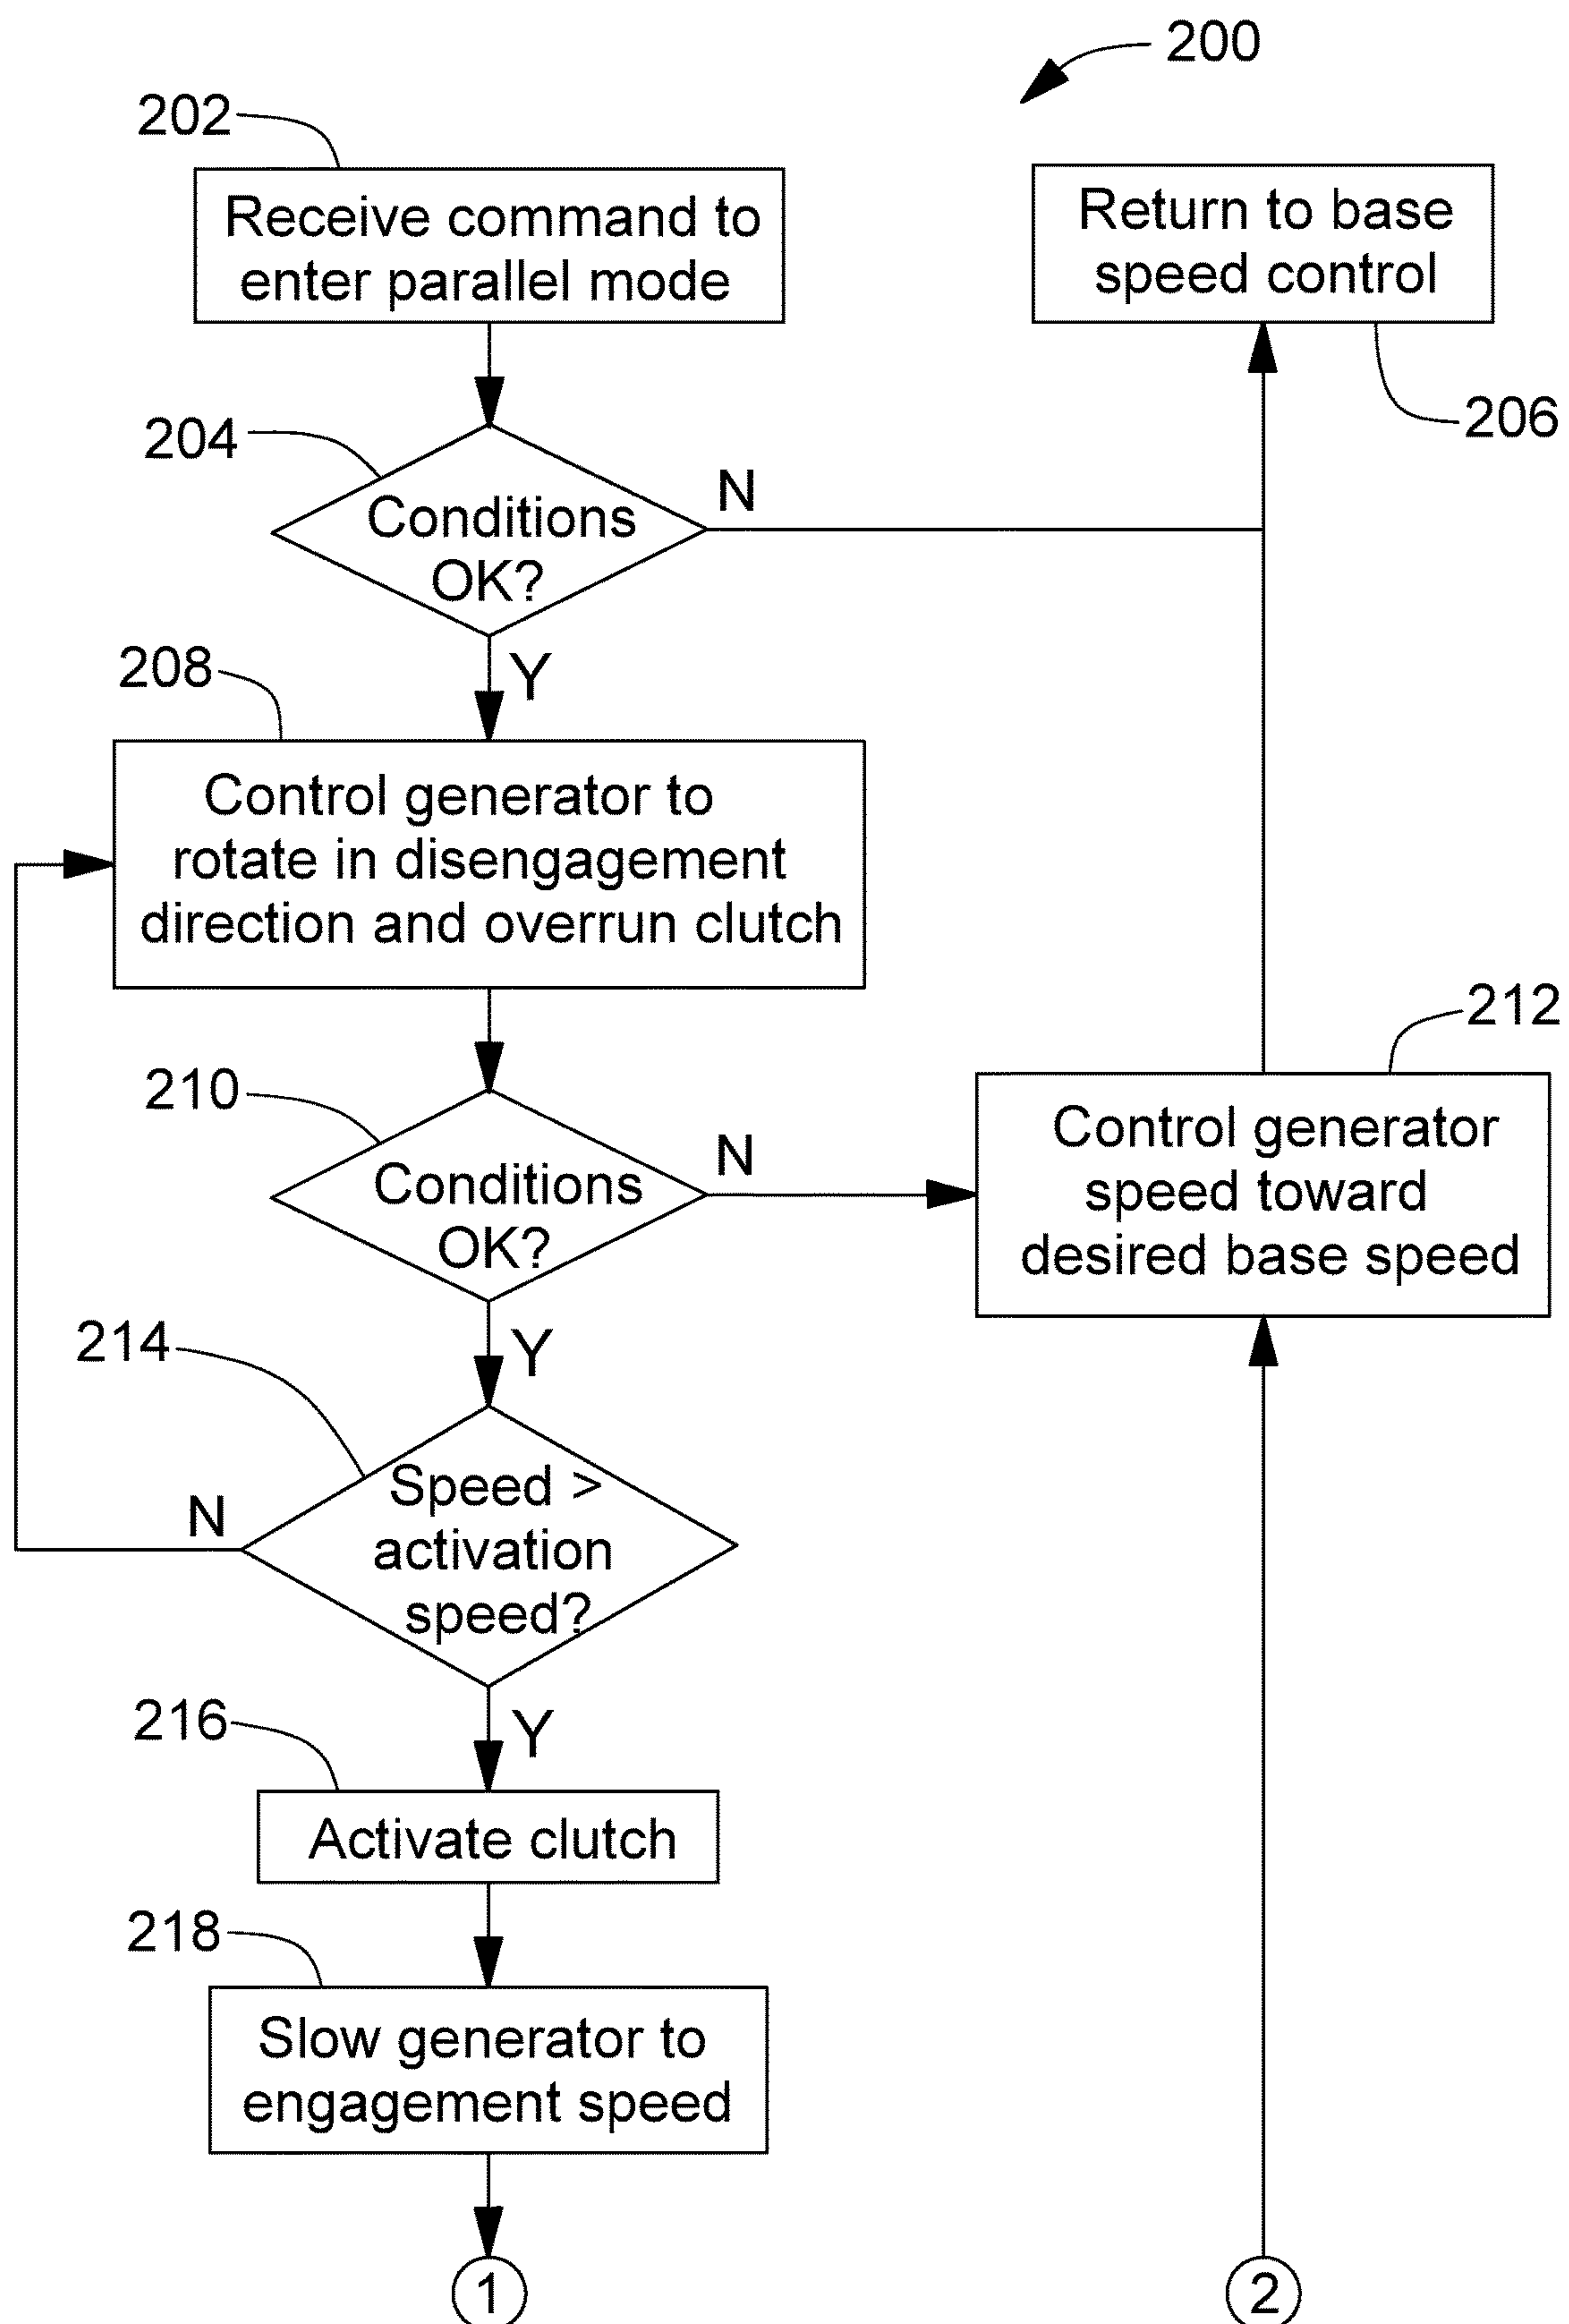 200
202
Receive command to
enter parallel mode
Return to base
speed control
206
204
Conditions
OK?
N
Y
208
Control generator to
rotate in disengagement
direction and overrun clutch
212
210
Conditions
OK?
N
Control generator
speed toward
desired base speed
Y
214
Speed >
activation
speed?
N
Y
216
Activate clutch
218
Slow generator to
engagement speed
1
2